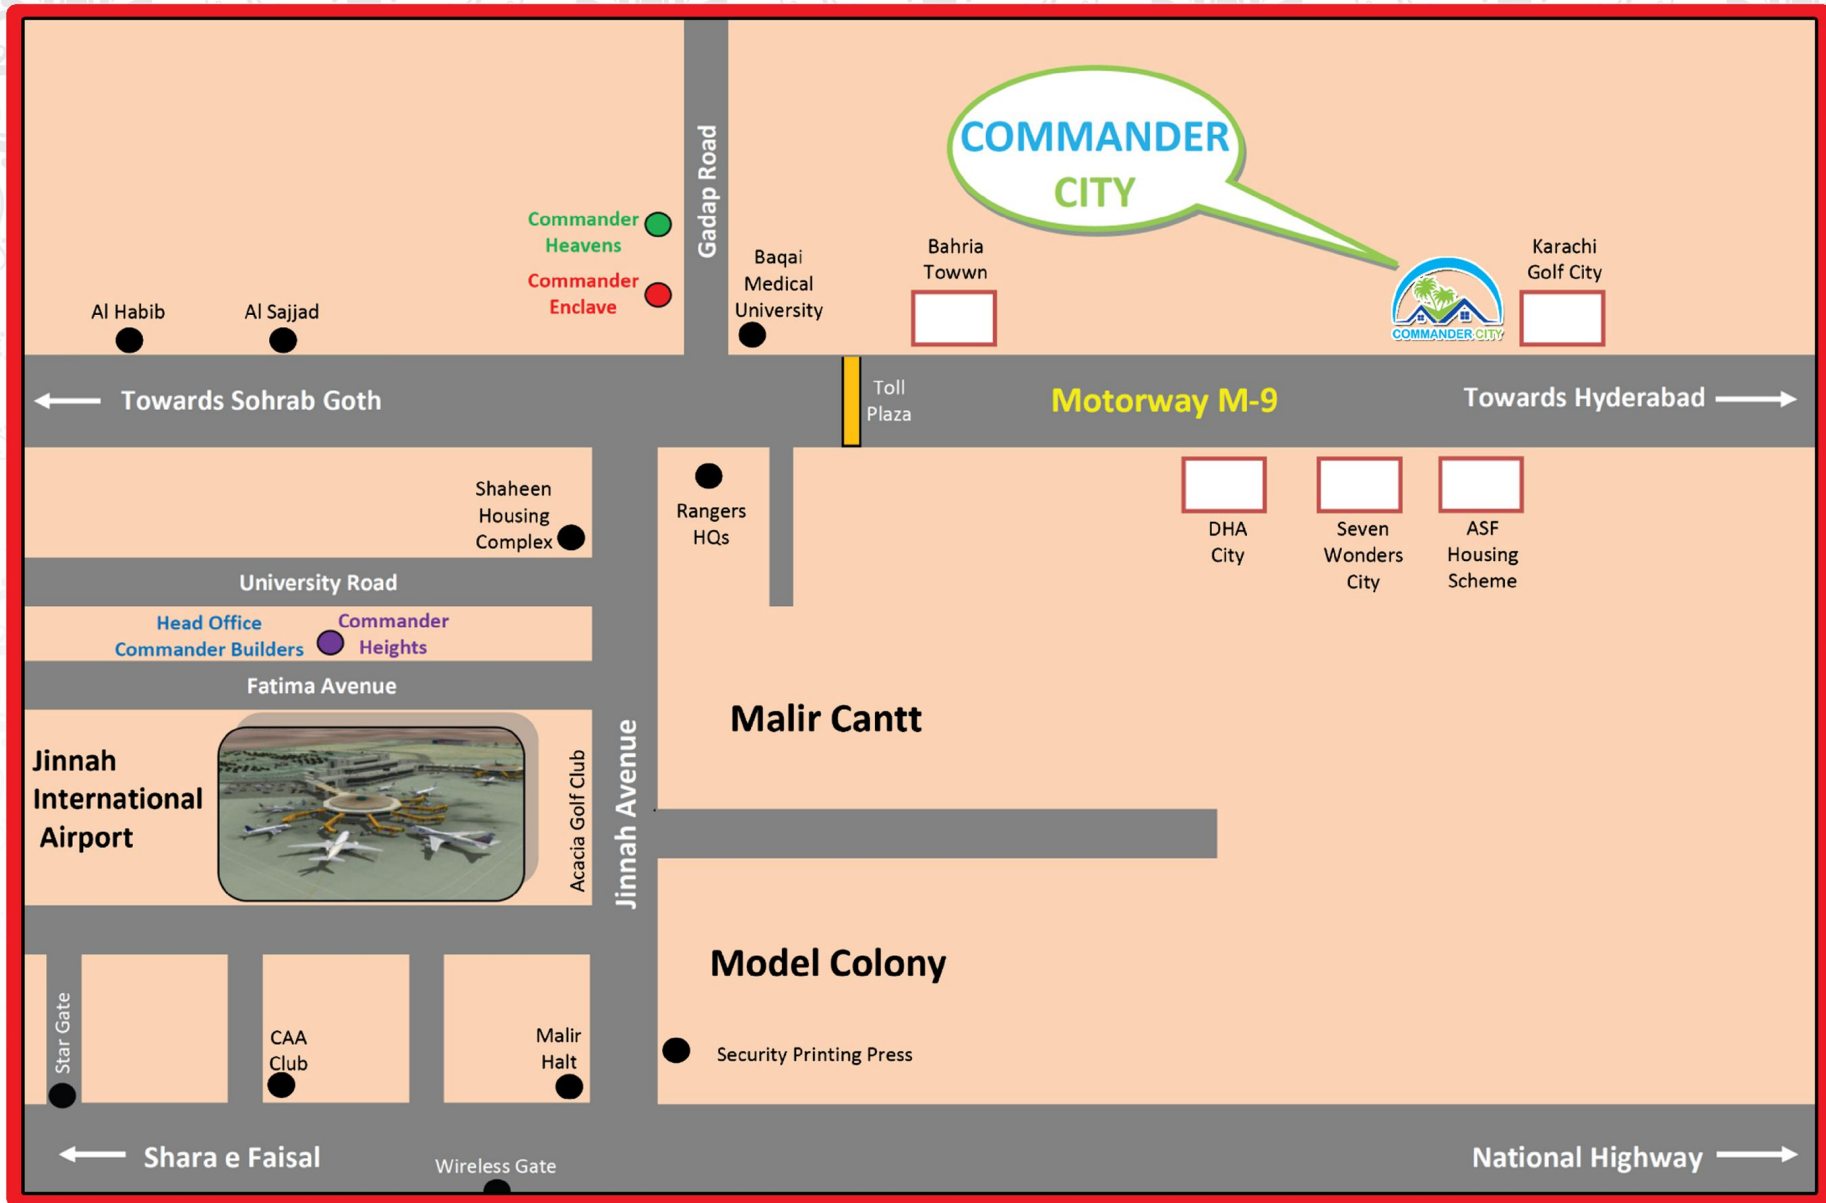 COMMANDER
CITY
Gadap Road
Commander
Heavens
Commander
Enclave
Baqai
Medical
University
Bahria
Towwn
Karachi
Golf City
COMMANDER CITY
Al Habib
Al Sajjad
Towards Sohrab Goth
Toll
Plaza
Motorway M-9
Towards Hyderabad
Shaheen
Housing
Complex
Rangers
HQs
DHA
City
Seven
Wonders
City
ASF
Housing
Scheme
University Road
Head Office
Commander Builders
Commander
Heights
Fatima Avenue
Malir Cantt
Jinnah
International
Airport
Acacia Golf Club
Jinnah Avenue
Model Colony
Star Gate
CAA
Club
Malir
Halt
Security Printing Press
Shara e Faisal
Wireless Gate
National Highway